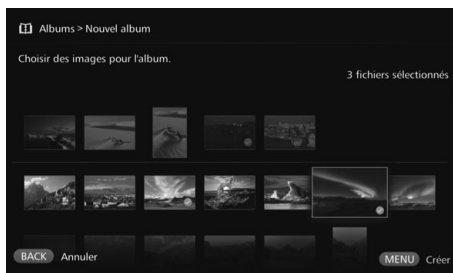 Albums > Nouvel album
Choisir des images pour l'album.
3 fichiers sélectionnés
BACK Annuler
MENU Créer